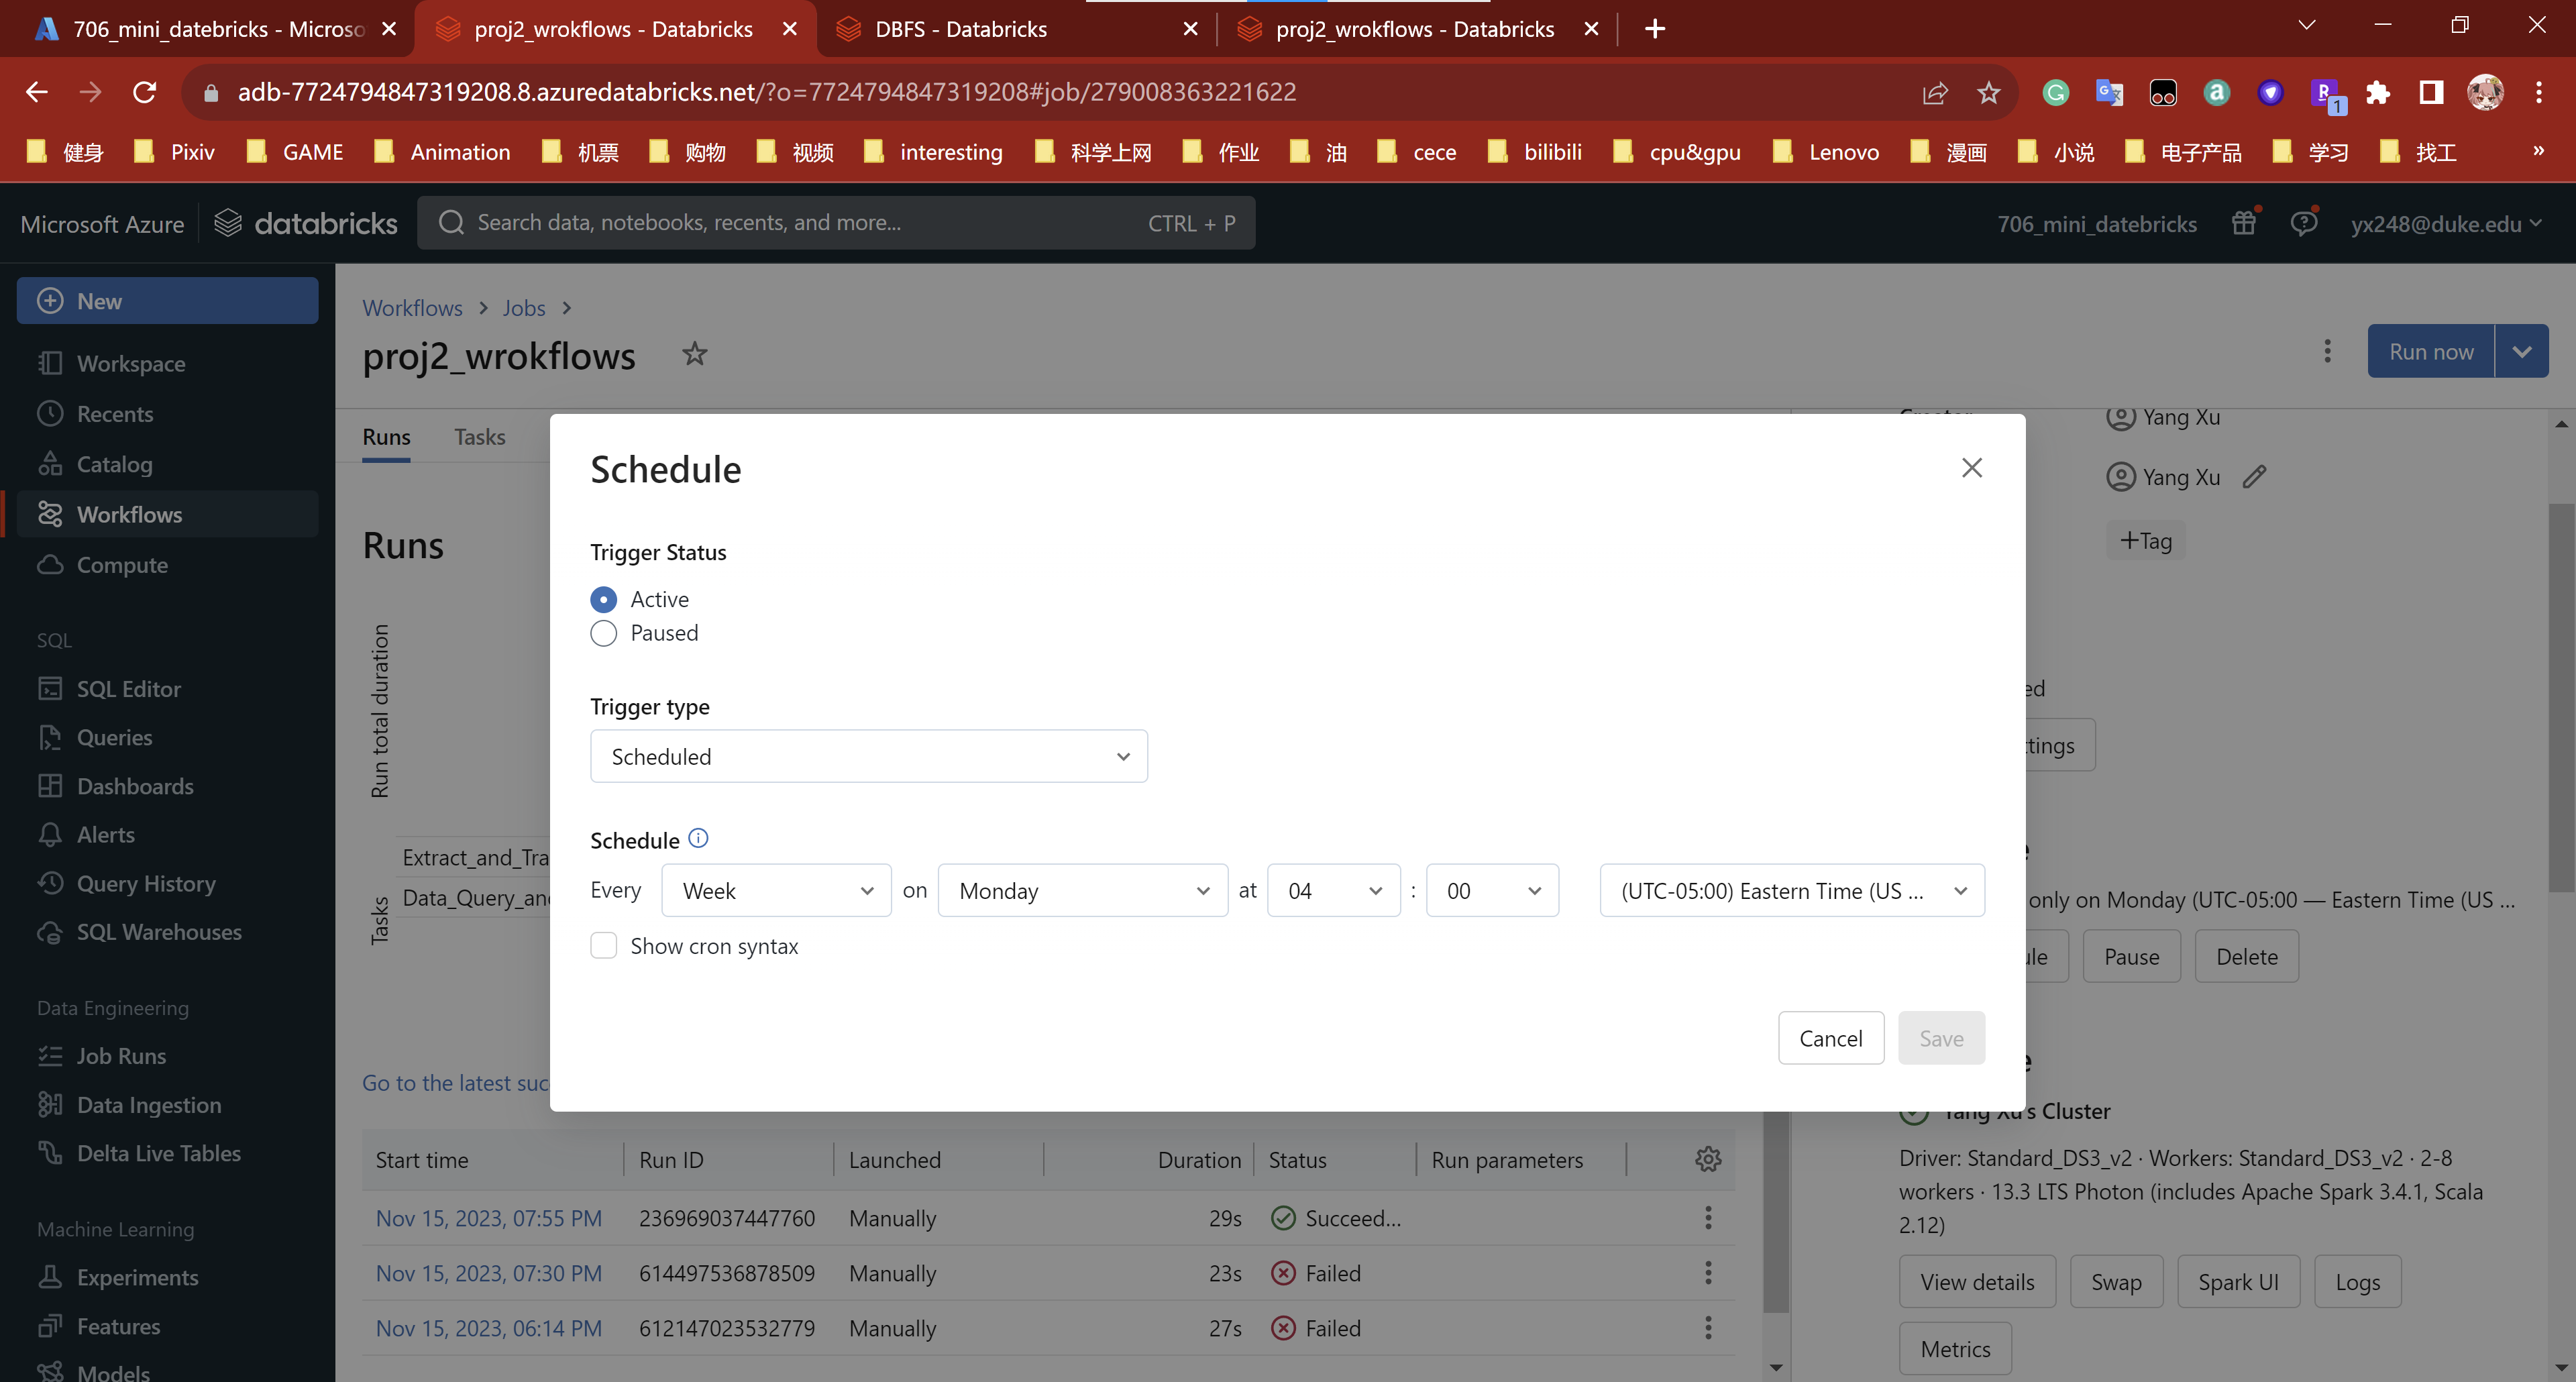 706_mini_datebricks - Microso
proj2_wrokflows - Databricks
DBFS - Databricks
proj2_wrokflows - Databricks
adb-7724794847319208.8.azuredatabricks.net/?o=7724794847319208#job/279008363221622
1
健身 Pixiv GAME Animation 机票 购物 视频 interesting 科学上网 作业 油 cece bilibili cpu&gpu Lenovo 漫画 小说 电子产品 学习 找工 »
Microsoft Azure databricks
Search data, notebooks, recents, and more... CTRL + P
706_mini_datebricks yx248@duke.edu
New
Workspace
Recents
Catalog
Workflows
Compute
SQL
SQL Editor
Queries
Dashboards
Alerts
Query History
SQL Warehouses
Data Engineering
Job Runs
Data Ingestion
Delta Live Tables
Machine Learning
Experiments
Features
Models
Workflows > Jobs >
proj2_wrokflows
Run now
Runs Tasks
Runs
Run total duration
Tasks
Extract_and_Tra
Data_Query_an
Go to the latest suc
Schedule
Trigger Status
Active
Paused
Trigger type
Scheduled
Schedule
Every Week on Monday at 04 : 00 (UTC-05:00) Eastern Time (US ...
Show cron syntax
Cancel Save
Start time Run ID Launched Duration Status Run parameters
Nov 15, 2023, 07:55 PM 236969037447760 Manually 29s Succeed...
Nov 15, 2023, 07:30 PM 614497536878509 Manually 23s Failed
Nov 15, 2023, 06:14 PM 612147023532779 Manually 27s Failed
Creator Yang Xu
Yang Xu
+Tag
ed
ttings
only on Monday (UTC-05:00 — Eastern Time (US ...
ule Pause Delete
Yang Xu's Cluster
Driver: Standard_DS3_v2 · Workers: Standard_DS3_v2 · 2-8
workers · 13.3 LTS Photon (includes Apache Spark 3.4.1, Scala
2.12)
View details Swap Spark UI Logs
Metrics